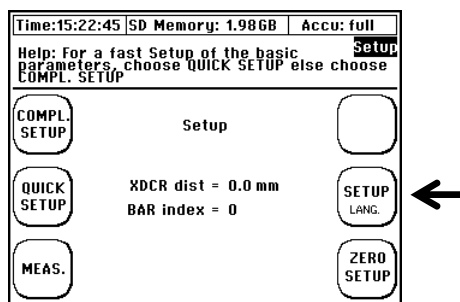 Time:15:22:45 SD Memory: 1.98GB Accu: full
Help: For a fast Setup of the basic Setup
parameters, choose QUICK SETUP else choose
COMPL. SETUP
COMPL.
SETUP
Setup
QUICK
SETUP
XDCR dist = 0.0 mm
BAR index = 0
SETUP
LANG.
MEAS.
ZERO
SETUP